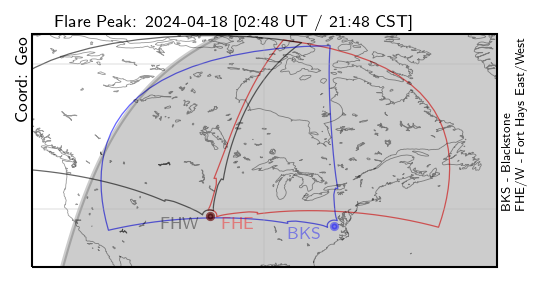 Flare Peak: 2024-04-18 [02:48 UT / 21:48 CST]
Coord: Geo
FHW
FHE
BKS
BKS - Blackstone
FHE/W - Fort Hays East/West